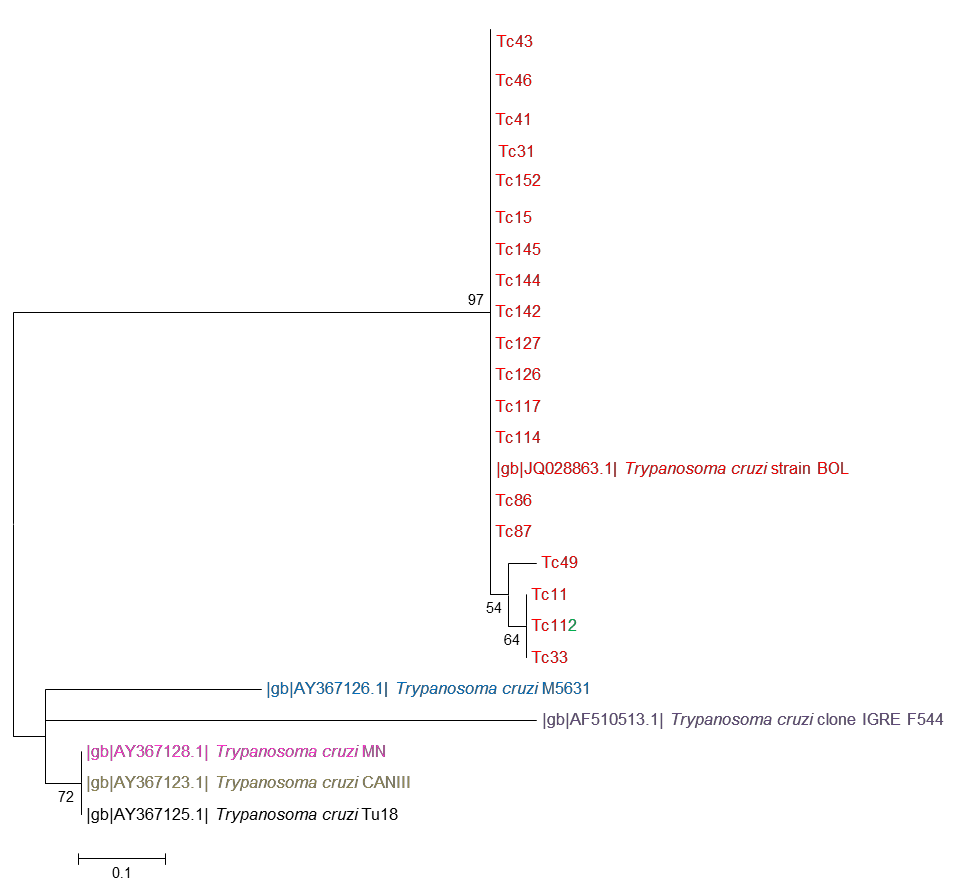 Tc43
Tc46
Tc41
Tc31
Tc152
Tc15
Tc145
Tc144
97
Tc142
Tc127
Tc126
Tc117
Tc114
|gb|JQ028863.1| Trypanosoma cruzi strain BOL
Tc86
Tc87
Tc49
Tc11
54
Tc112
64
Tc33
|gb|AY367126.1| Trypanosoma cruzi M5631
|gb|AF510513.1| Trypanosoma cruzi clone IGRE F544
|gb|AY367128.1| Trypanosoma cruzi MN
|gb|AY367123.1| Trypanosoma cruzi CANIII
72
|gb|AY367125.1| Trypanosoma cruzi Tu18
0.1